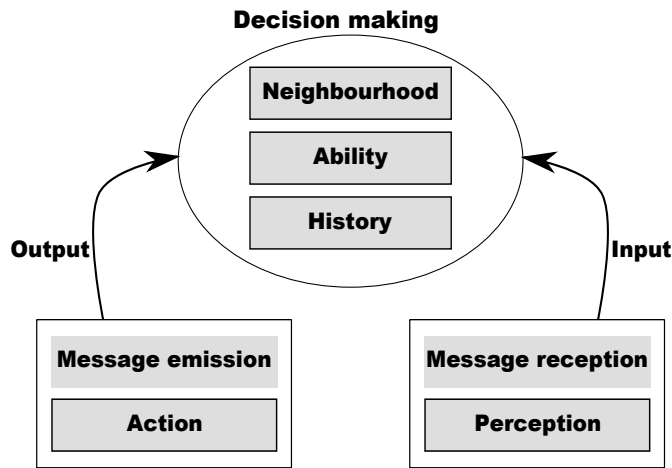 Decision making
Neighbourhood
Ability
History
Output
Input
Message emission
Action
Message reception
Perception